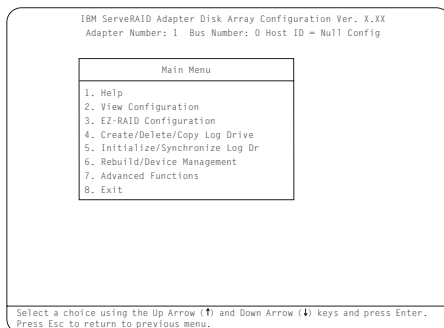 IBM ServeRAID Adapter Disk Array Configuration Ver. X.XX
Adapter Number: 1 Bus Number: 0 Host ID = Null Config
Main Menu
1. Help
2. View Configuration
3. EZ-RAID Configuration
4. Create/Delete/Copy Log Drive
5. Initialize/Synchronize Log Dr
6. Rebuild/Device Management
7. Advanced Functions
8. Exit
Select a choice using the Up Arrow (↑) and Down Arrow (↓) keys and press Enter.
Press Esc to return to previous menu.